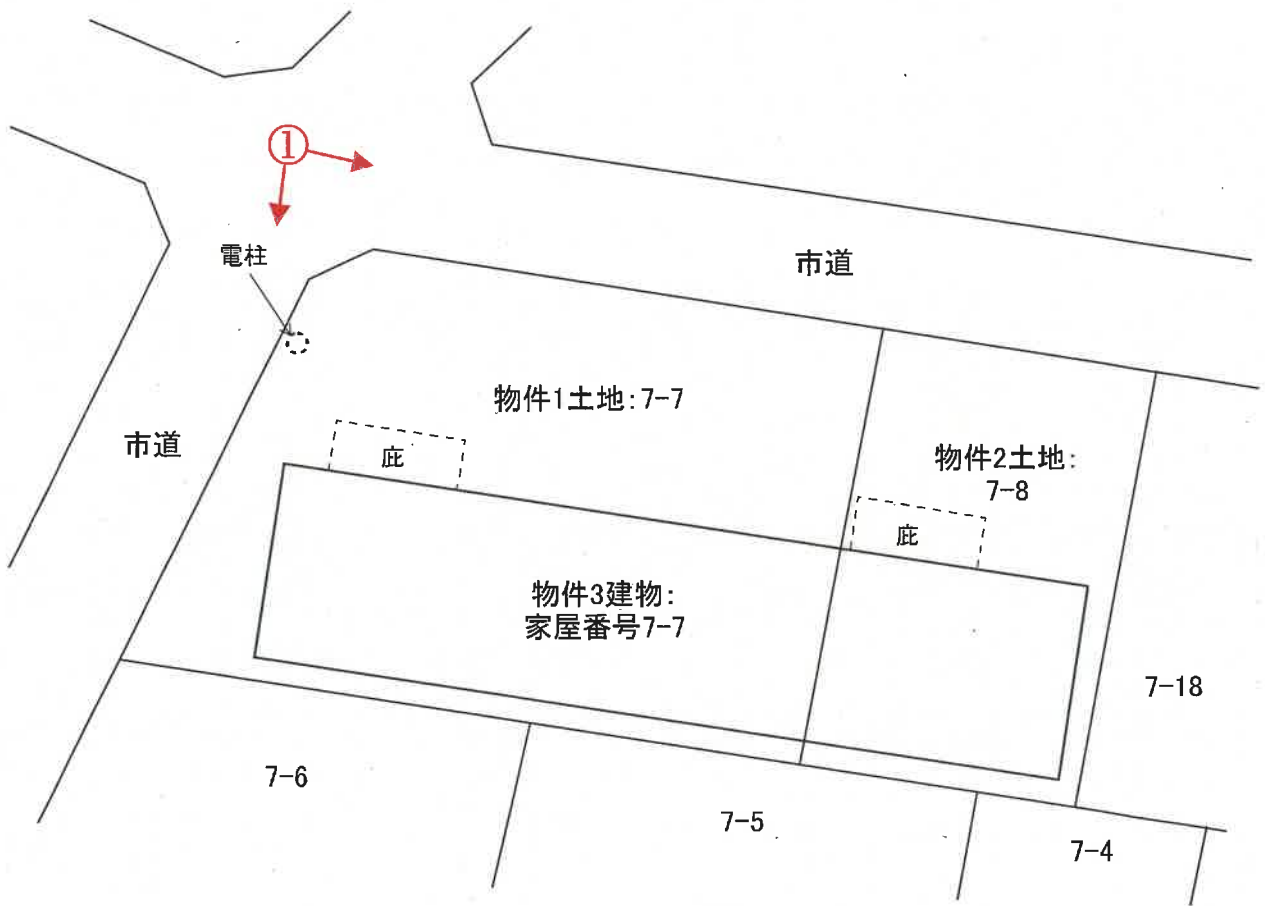 ①
電柱
市道
物件1土地:7-7
市道
庇
物件2土地:
7-8
庇
物件3建物:
家屋番号7-7
7-18
7-6
7-5
7-4